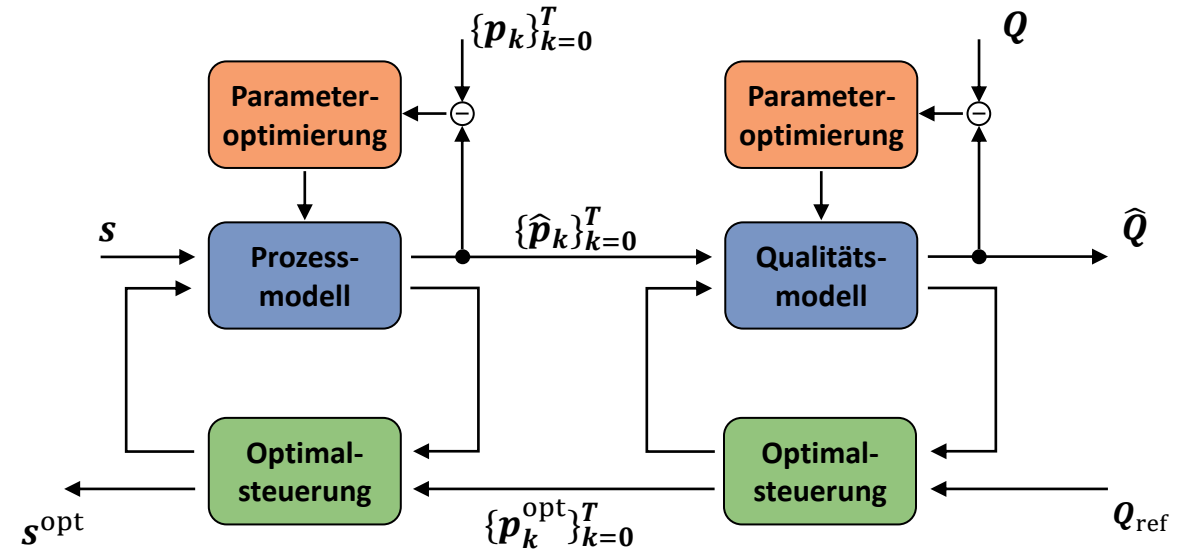 {p_k}_{k=0}^T
Q
Parameter-
optimierung
−
Parameter-
optimierung
−
s
Prozess-
modell
{p̂_k}_{k=0}^T
Qualitäts-
modell
Q̂
Optimal-
steuerung
Optimal-
steuerung
s^opt
{p_k^opt}_{k=0}^T
Q_ref